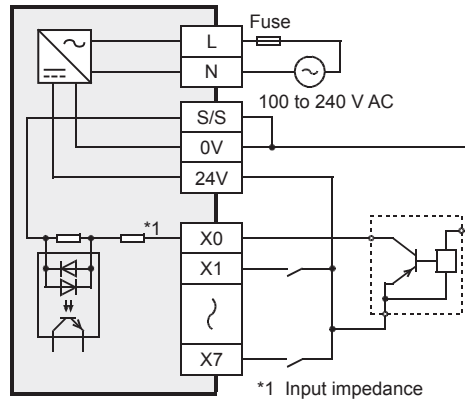 L
Fuse
N
100 to 240 V AC
S/S
0V
24V
*1
X0
X1
X7
*1 Input impedance